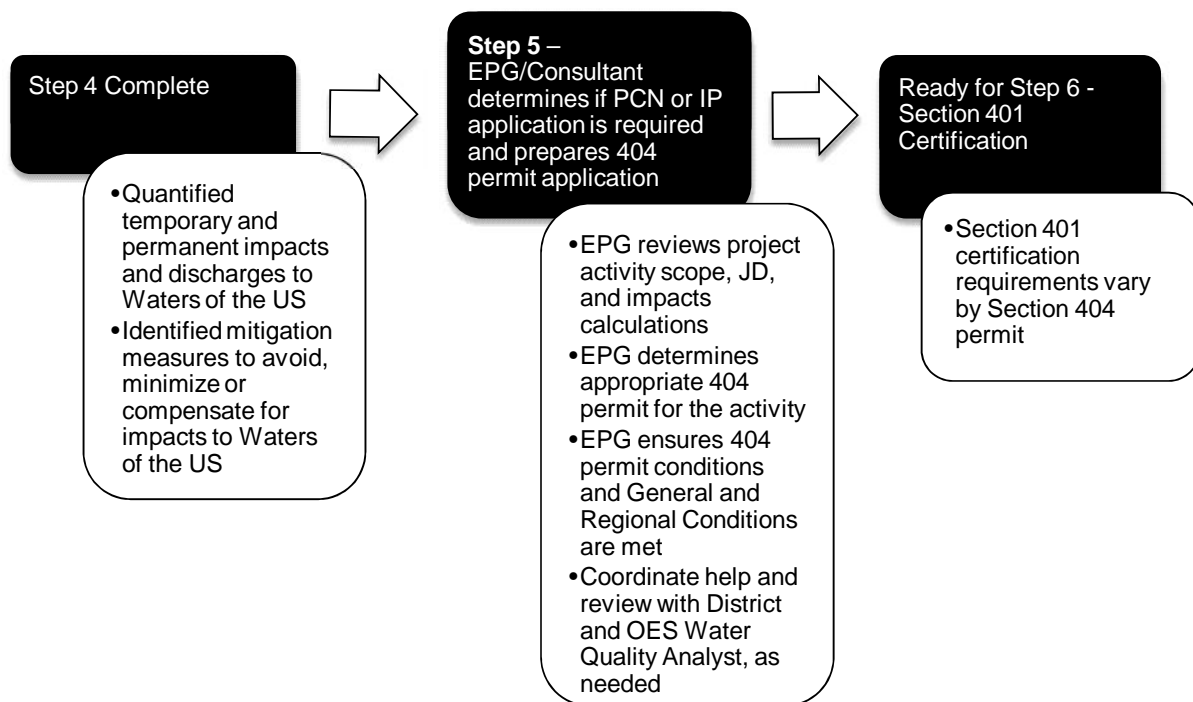 Step 4 Complete
•Quantified
temporary and
permanent impacts
and discharges to
Waters of the US
•Identified mitigation
measures to avoid,
minimize or
compensate for
impacts to Waters
of the US
Step 5 –
EPG/Consultant
determines if PCN or IP
application is required
and prepares 404
permit application
•EPG reviews project
activity scope, JD,
and impacts
calculations
•EPG determines
appropriate 404
permit for the activity
•EPG ensures 404
permit conditions
and General and
Regional Conditions
are met
•Coordinate help and
review with District
and OES Water
Quality Analyst, as
needed
Ready for Step 6 -
Section 401
Certification
•Section 401
certification
requirements vary
by Section 404
permit